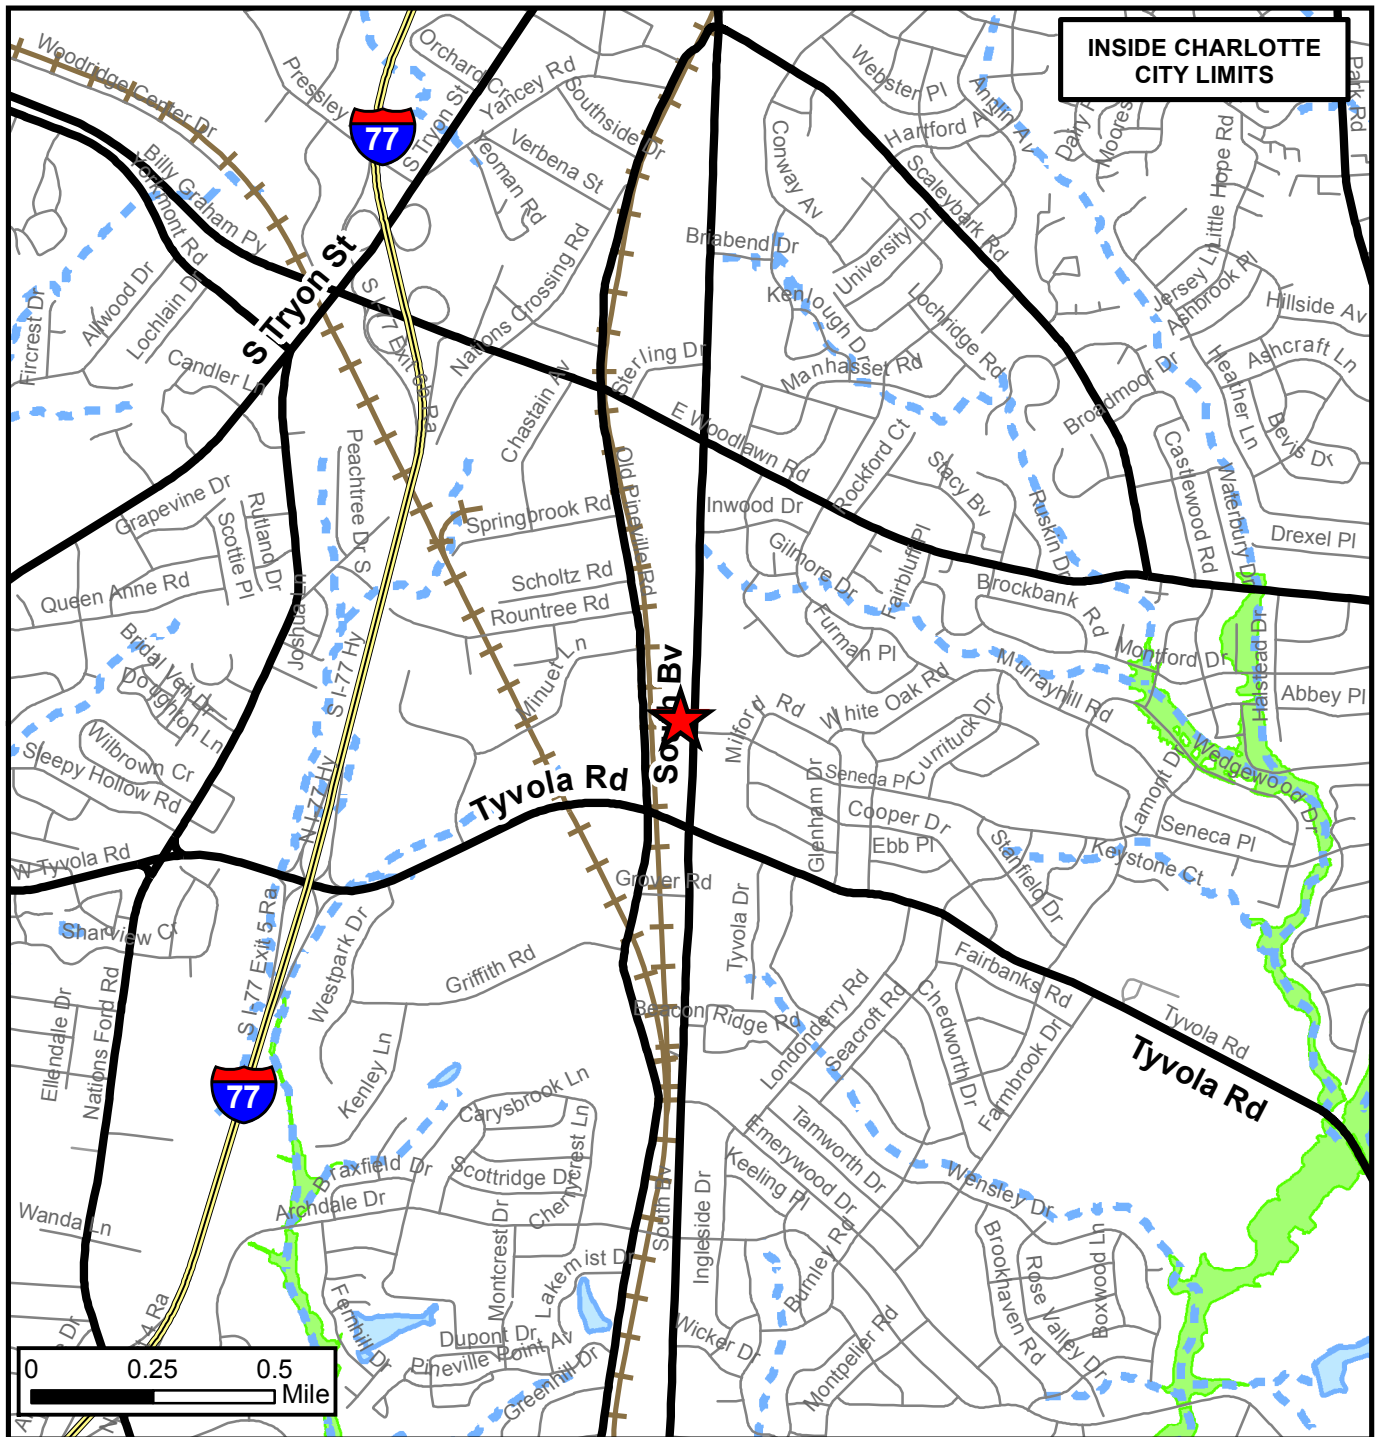 INSIDE CHARLOTTE
CITY LIMITS
Woodridge Center Dr
Pressley
Orchard Cr
Yancey Rd
Southside Dr
S Tryon St
Verbena St
Yeoman Rd
77
Webster Pl
Annlin Av
Hartford Av
Dairy
Moores
Park Rd
Little Hope Rd
Conway Av
Scaleybark Rd
Billy Graham Py
Yorkmont Rd
Briabend Dr
University Dr
Jersey Ln
Ashbrook Pl
Hillside Av
Allwood Dr
Lochlain Dr
Fircrest Dr
S Tryon St
S I-77 Exit 6a Ra
Nations Crossing Rd
Kenlough Dr
Lochridge Rd
Candler Ln
Sterling Dr
Manhasset Rd
Broadmoor Dr
Heather Ln
Ashcraft Ln
Bevis Dr
Chastain Av
E Woodlawn Rd
Rockford Ct
Stacy Bv
Castlewood Rd
Waterbury Dr
Peachtree Dr S
Old Pineville Rd
Grapevine Dr
Rutland Dr
Scottie Pl
Springbrook Rd
Inwood Dr
Ruskin Dr
Drexel Pl
Gilmore Dr
Fairbluff Pl
Queen Anne Rd
Scholtz Rd
Rountree Rd
Brockbank Rd
Joshua Ln
Furman Pl
Halstead Dr
Bridal Veil Dr
Doughton Ln
S I-77 Hy
Minuet Ln
South Bv
White Oak Rd
Murrayhill Rd
Montford Dr
Abbey Pl
Wilbrown Cr
Sleepy Hollow Rd
Milford Rd
Currituck Dr
Wedgewood Dr
N I-77 Hy
Tyvola Rd
Seneca Pl
Lamont Dr
Glenham Dr
Cooper Dr
Seneca Pl
Ebb Pl
Stanfield Dr
Keystone Ct
W Tyvola Rd
Grover Rd
Sharview Cr
S I-77 Exit 5 Ra
Westpark Dr
Tyvola Dr
Griffith Rd
Fairbanks Rd
Ellendale Dr
Nations Ford Rd
Beacon Ridge Rd
Londonderry Rd
Seacroft Rd
Chedworth Dr
Farmbrook Dr
Tyvola Rd
Tyvola Rd
77
Kenley Ln
Carysbrook Ln
Tamworth Dr
Emerywood Dr
Keeling Pl
Braxfield Dr
Scottridge Dr
Cherrycrest Ln
Wensley Dr
Archdale Dr
Wanda Ln
Montcrest Dr
South Bv
Ingleside Dr
Burnley Rd
Brookhaven Rd
Rose Valley Dr
Boxwood Ln
Lakemist Dr
Fernhill Dr
Dupont Dr
Pineville Point Av
Greenhill Dr
Wicker Dr
Montpelier Rd
0 0.25 0.5
Mile